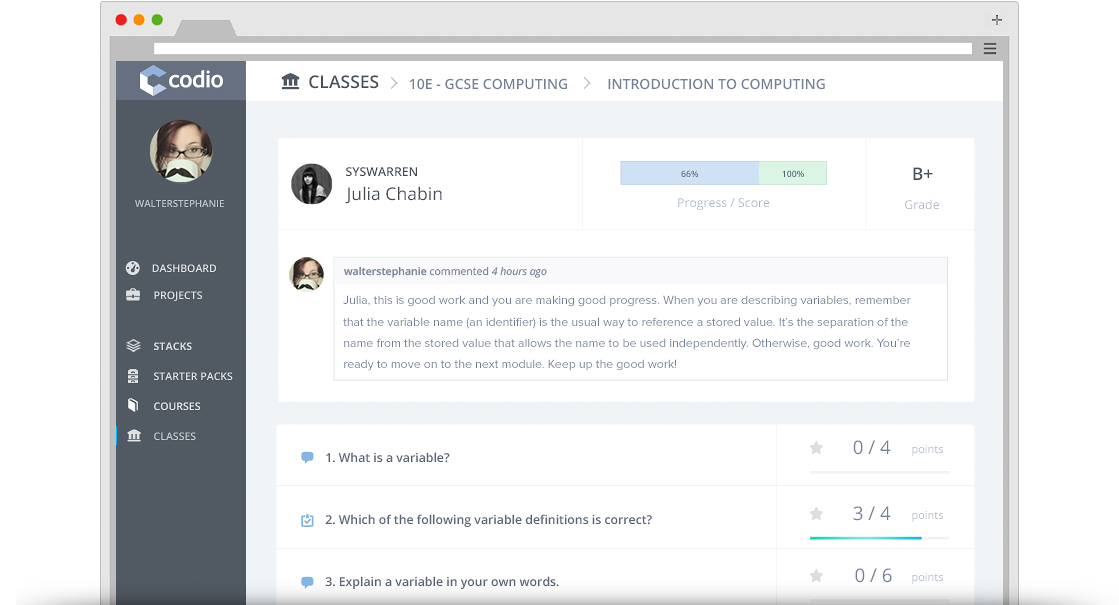 codio
CLASSES
10E - GCSE COMPUTING
INTRODUCTION TO COMPUTING
WALTERSTEPHANIE
DASHBOARD
PROJECTS
STACKS
STARTER PACKS
COURSES
CLASSES
SYSWARREN
Julia Chabin
66%
100%
Progress / Score
B+
Grade
walterstephanie commented 4 hours ago
Julia, this is good work and you are making good progress. When you are describing variables, remember
that the variable name (an identifier) is the usual way to reference a stored value. It's the separation of the
name from the stored value that allows the name to be used independently. Otherwise, good work. You're
ready to move on to the next module. Keep up the good work!
1. What is a variable?
0 / 4 points
2. Which of the following variable definitions is correct?
3 / 4 points
3. Explain a variable in your own words.
0 / 6 points